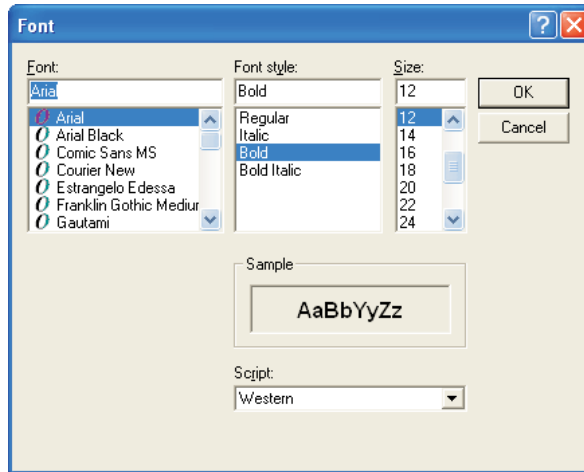 Font
Font:
Arial
Arial
Arial Black
Comic Sans MS
Courier New
Estrangelo Edessa
Franklin Gothic Mediur
Gautami
Font style:
Bold
Regular
Italic
Bold
Bold Italic
Size:
12
12
14
16
18
20
22
24
OK
Cancel
Sample
AaBbYyZz
Script:
Western